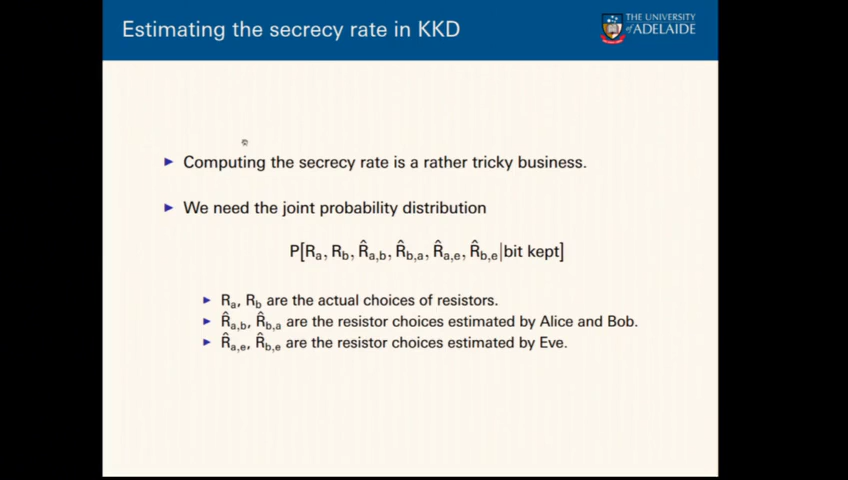 Estimating the secrecy rate in KKD
THE UNIVERSITY
of ADELAIDE
► Computing the secrecy rate is a rather tricky business.
► We need the joint probability distribution
P[Rₐ, R_b, R̂_{a,b}, R̂_{b,a}, R̂_{a,e}, R̂_{b,e}|bit kept]
► Rₐ, R_b are the actual choices of resistors.
► R̂_{a,b}, R̂_{b,a} are the resistor choices estimated by Alice and Bob.
► R̂_{a,e}, R̂_{b,e} are the resistor choices estimated by Eve.